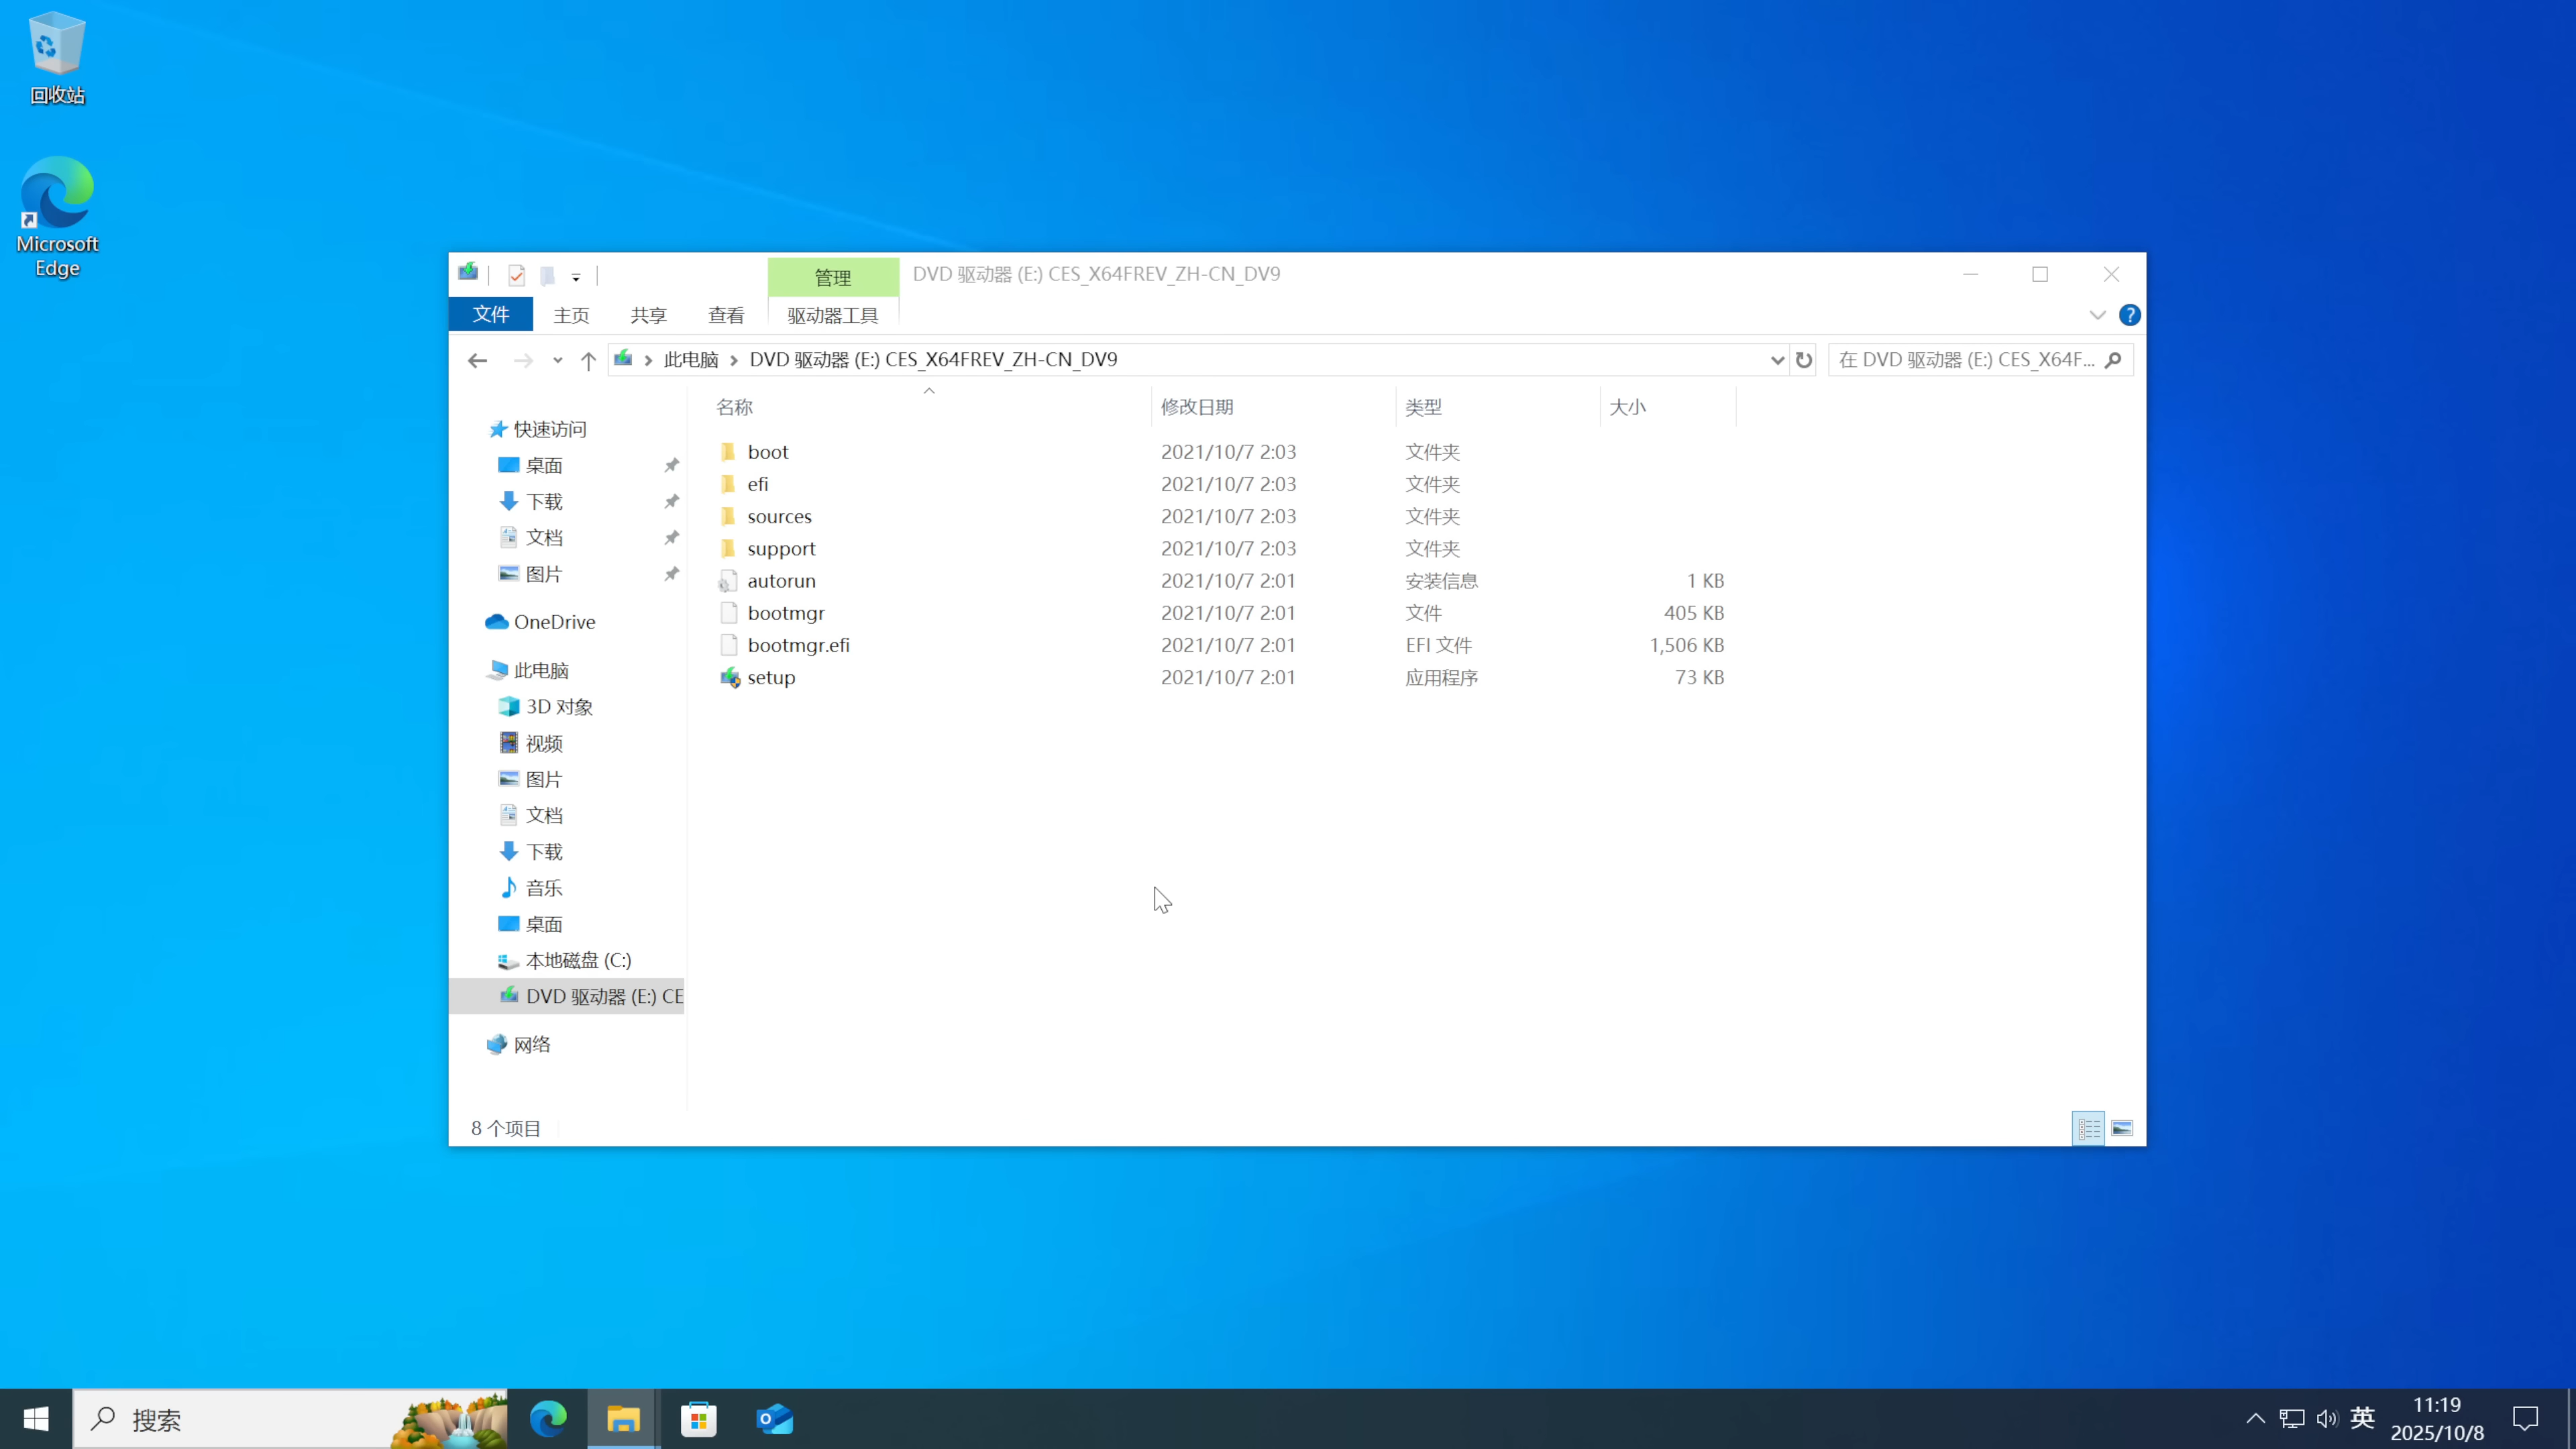 回收站
Microsoft
Edge
管理
DVD 驱动器 (E:) CES_X64FREV_ZH-CN_DV9
文件
主页
共享
查看
驱动器工具
此电脑
DVD 驱动器 (E:) CES_X64FREV_ZH-CN_DV9
在 DVD 驱动器 (E:) CES_X64F...
名称
修改日期
类型
大小
快速访问
桌面
下载
文档
图片
OneDrive
此电脑
3D 对象
视频
图片
文档
下载
音乐
桌面
本地磁盘 (C:)
DVD 驱动器 (E:) CE
网络
boot 2021/10/7 2:03 文件夹
efi 2021/10/7 2:03 文件夹
sources 2021/10/7 2:03 文件夹
support 2021/10/7 2:03 文件夹
autorun 2021/10/7 2:01 安装信息 1 KB
bootmgr 2021/10/7 2:01 文件 405 KB
bootmgr.efi 2021/10/7 2:01 EFI 文件 1,506 KB
setup 2021/10/7 2:01 应用程序 73 KB
8 个项目
搜索
英
11:19
2025/10/8